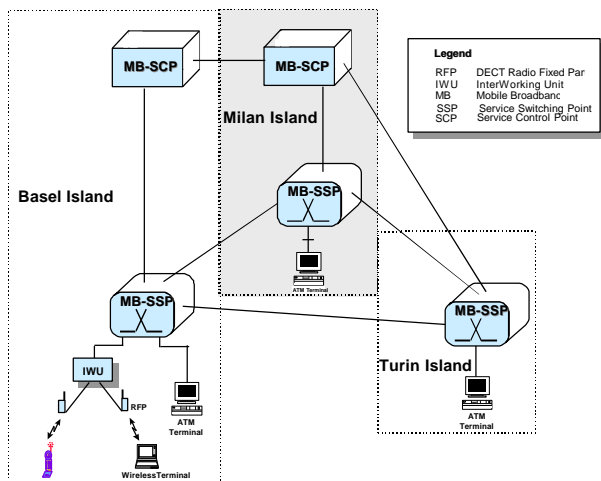 MB-SCP
MB-SCP
Legend
RFP DECT Radio Fixed Par
IWU InterWorking Unit
MB Mobile Broadband
SSP Service Switching Point
SCP Service Control Point
Milan Island
Basel Island
MB-SSP
ATM Terminal
MB-SSP
MB-SSP
Turin Island
IWU
RFP
ATM
Terminal
ATM
Terminal
WirelessTerminal